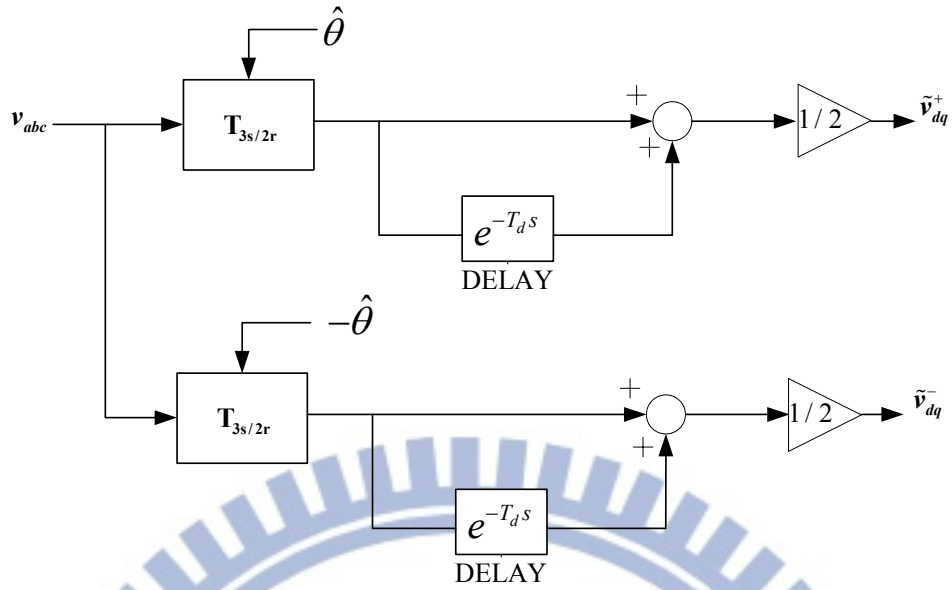 θ̂
v_abc
T_3s/2r
+
+
1/2
ṽ⁺_dq
e^(−T_d s)
DELAY
−θ̂
T_3s/2r
+
+
1/2
ṽ⁻_dq
e^(−T_d s)
DELAY